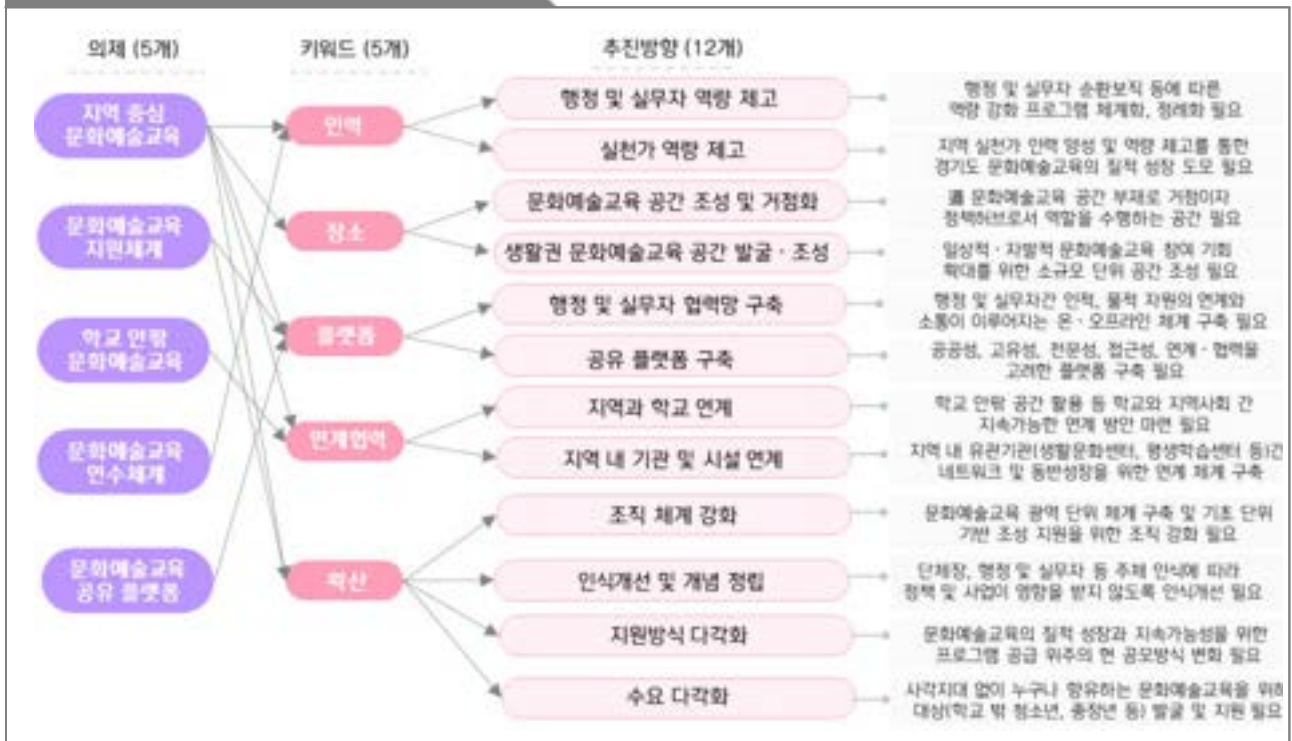 의제 (5개)
키워드 (5개)
추진방향 (12개)
지역 중심
문화예술교육
문화예술교육
지원체계
학교 안팎
문화예술교육
문화예술교육
연수체계
문화예술교육
공유 플랫폼
인력
장소
플랫폼
연계협력
확산
행정 및 실무자 역량 제고
행정 및 실무자 순환보직 등에 따른
역량 강화 프로그램 체계화, 정례화 필요
실천가 역량 제고
지역 실천가 인력 양성 및 역량 제고를 통한
경기도 문화예술교육의 질적 성장 도모 필요
문화예술교육 공간 조성 및 거점화
道 문화예술교육 공간 부재로 거점이자
정책허브로서 역할을 수행하는 공간 필요
생활권 문화예술교육 공간 발굴 · 조성
일상적 · 자발적 문화예술교육 참여 기회
확대를 위한 소규모 단위 공간 조성 필요
행정 및 실무자 협력망 구축
행정 및 실무자간 인적, 물적 자원의 연계와
소통이 이루어지는 온 · 오프라인 체계 구축 필요
공유 플랫폼 구축
공공성, 고유성, 전문성, 접근성, 연계 · 협력을
고려한 플랫폼 구축 필요
지역과 학교 연계
학교 안팎 공간 활용 등 학교와 지역사회 간
지속가능한 연계 방안 마련 필요
지역 내 기관 및 시설 연계
지역 내 유관기관(생활문화센터, 평생학습센터 등)간
네트워크 및 동반성장을 위한 연계 체계 구축
조직 체계 강화
문화예술교육 광역 단위 체계 구축 및 기초 단위
기반 조성 지원을 위한 조직 강화 필요
인식개선 및 개념 정립
단체장, 행정 및 실무자 등 주체 인식에 따라
정책 및 사업이 영향을 받지 않도록 인식개선 필요
지원방식 다각화
문화예술교육의 질적 성장과 지속가능성을 위한
프로그램 공급 위주의 현 공모방식 변화 필요
수요 다각화
사각지대 없이 누구나 향유하는 문화예술교육을 위해
대상(학교 밖 청소년, 중장년 등) 발굴 및 지원 필요